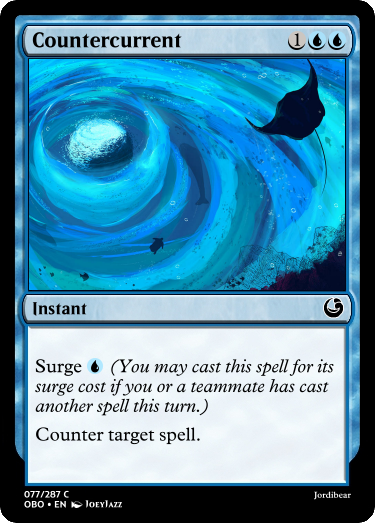 Countercurrent 1
Instant
Surge (You may cast this spell for its
surge cost if you or a teammate has cast
another spell this turn.)
Counter target spell.
077/287 C
OBO • EN JOEYJAZZ
Jordibear